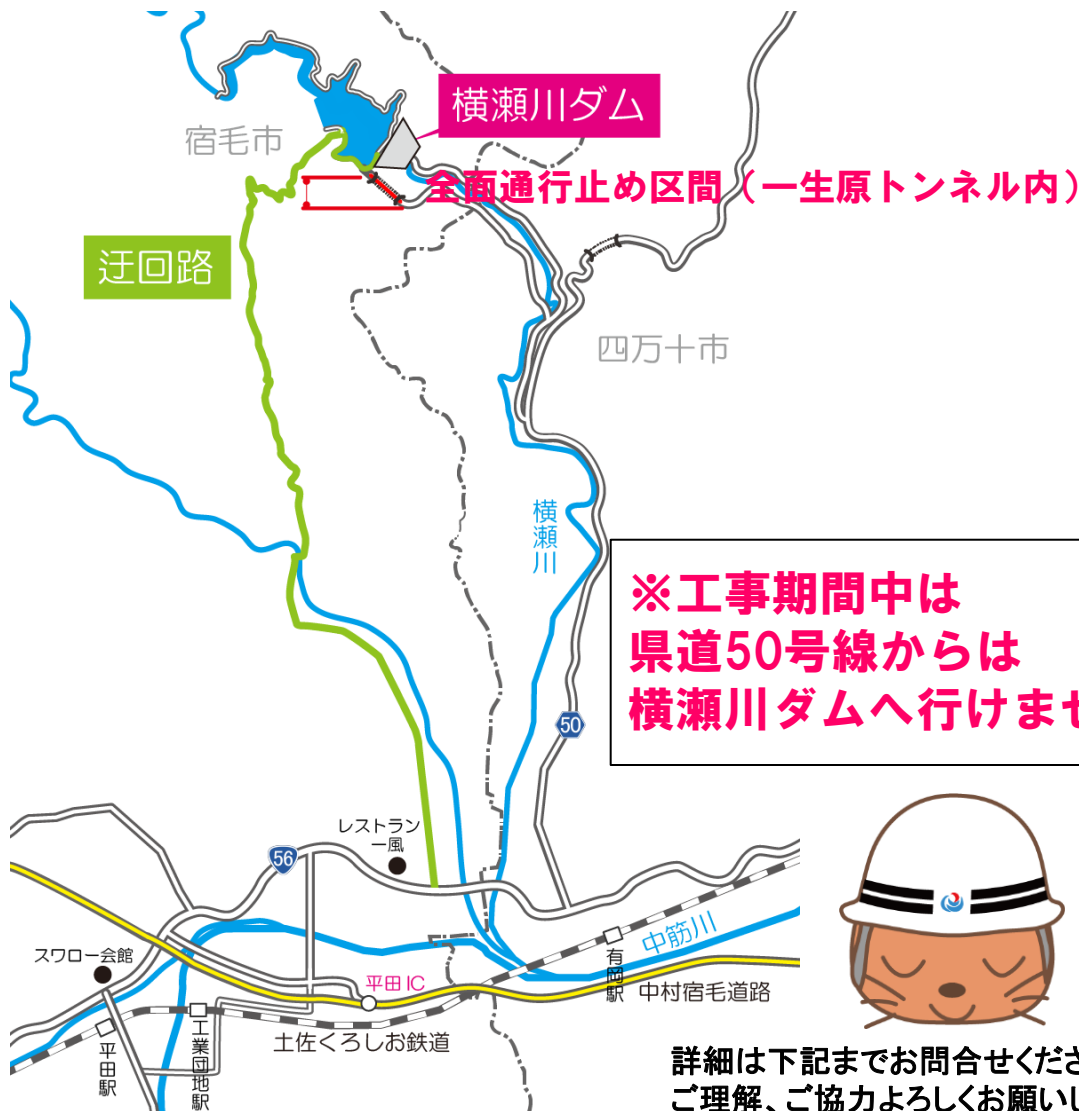 横瀬川ダム
宿毛市
全面通行止め区間（一生原トンネル内）
迂回路
四万十市
横瀬川
※工事期間中は
県道50号線からは
横瀬川ダムへ行けませ
50
レストラン
一風
56
スワロー会館
平田IC
有岡駅
中筋川
中村宿毛道路
土佐くろしお鉄道
平田駅
工業団地駅
詳細は下記までお問合せくださ
ご理解、ご協力よろしくお願いし